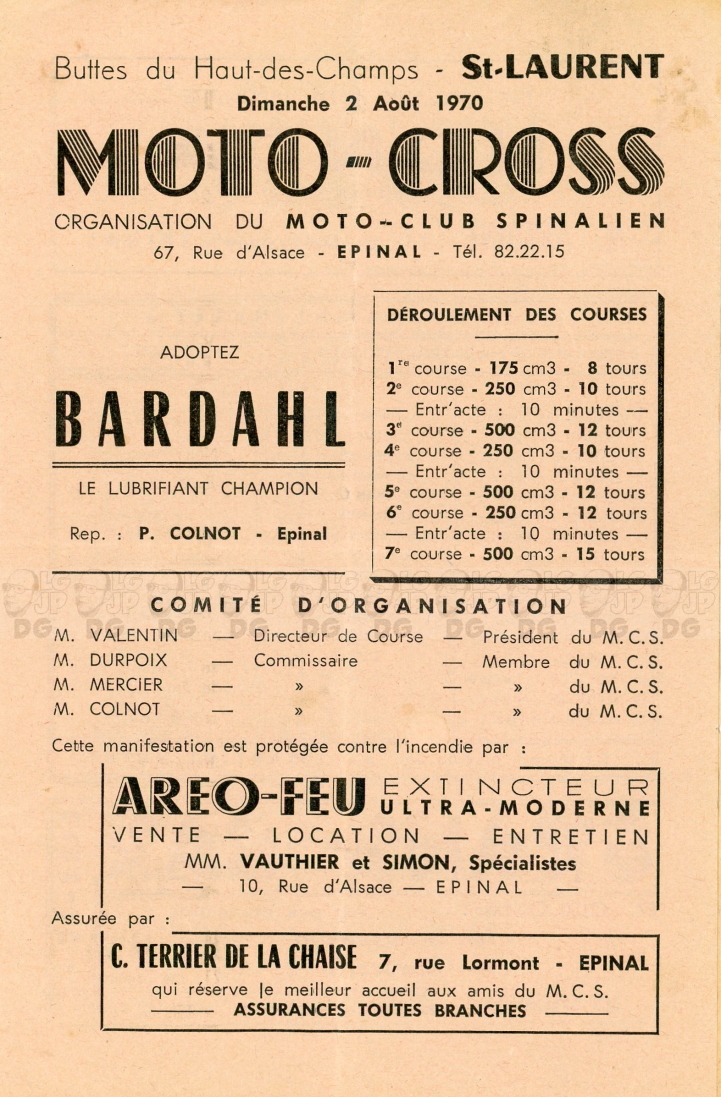 Buttes du Haut-des-Champs - St-LAURENT
Dimanche 2 Août 1970
MOTO-CROSS
ORGANISATION DU MOTO-CLUB SPINALIEN
67, Rue d'Alsace - EPINAL - Tél. 82.22.15
ADOPTEZ
BARDAHL
LE LUBRIFIANT CHAMPION
Rep. : P. COLNOT - Epinal
DÉROULEMENT DES COURSES
1re course - 175 cm3 - 8 tours
2e course - 250 cm3 - 10 tours
— Entr'acte : 10 minutes —
3e course - 500 cm3 - 12 tours
4e course - 250 cm3 - 10 tours
— Entr'acte : 10 minutes —
5e course - 500 cm3 - 12 tours
6e course - 250 cm3 - 12 tours
— Entr'acte : 10 minutes —
7e course - 500 cm3 - 15 tours
COMITÉ D'ORGANISATION
M. VALENTIN — Directeur de Course — Président du M.C.S.
M. DURPOIX — Commissaire — Membre du M.C.S.
M. MERCIER — » — » du M.C.S.
M. COLNOT — » — » du M.C.S.
Cette manifestation est protégée contre l'incendie par :
AREO-FEU EXTINCTEUR
ULTRA-MODERNE
VENTE — LOCATION — ENTRETIEN
MM. VAUTHIER et SIMON, Spécialistes
— 10, Rue d'Alsace — EPINAL —
Assurée par :
C. TERRIER DE LA CHAISE 7, rue Lormont - EPINAL
qui réserve le meilleur accueil aux amis du M.C.S.
— ASSURANCES TOUTES BRANCHES —